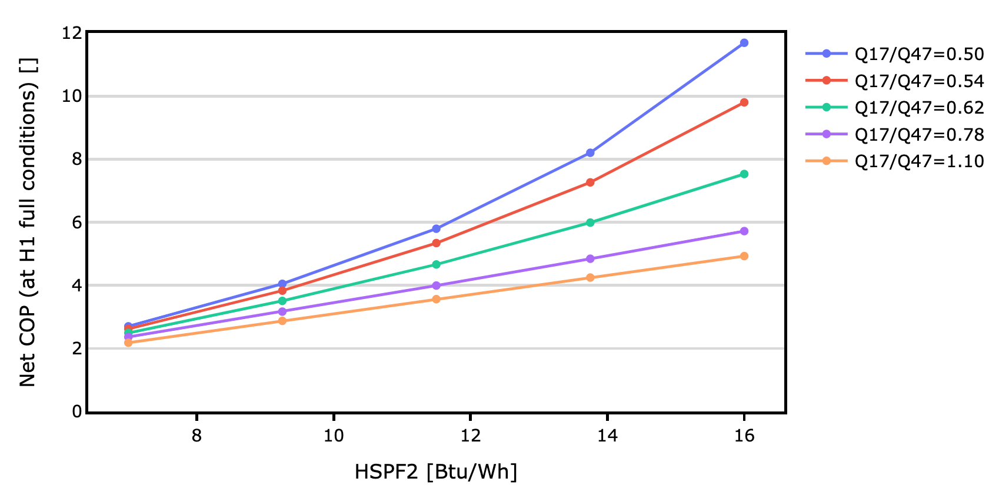 Net COP (at H1 full conditions) []
12
10
8
6
4
2
0
8
10
12
14
16
HSPF2 [Btu/Wh]
Q17/Q47=0.50
Q17/Q47=0.54
Q17/Q47=0.62
Q17/Q47=0.78
Q17/Q47=1.10